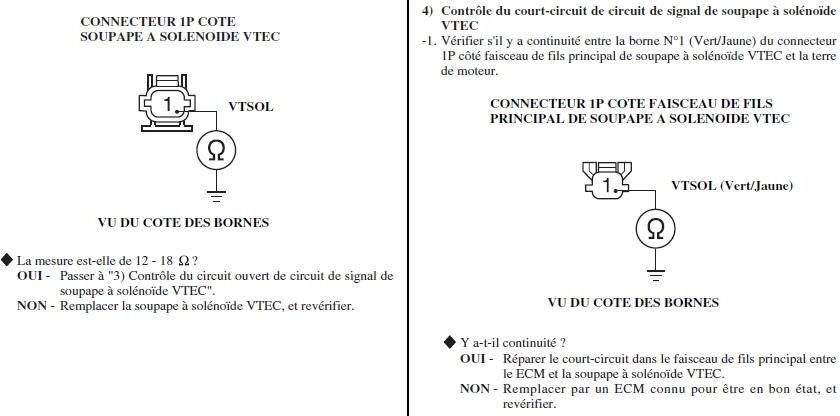 CONNECTEUR 1P COTE
SOUPAPE A SOLENOIDE VTEC
1
VTSOL
Ω
VU DU COTE DES BORNES
La mesure est-elle de 12 - 18 Ω ?
OUI - Passer à "3) Contrôle du circuit ouvert de circuit de signal de
soupape à solénoïde VTEC".
NON - Remplacer la soupape à solénoïde VTEC, et revérifier.
4) Contrôle du court-circuit de circuit de signal de soupape à solénoïde
VTEC
-1. Vérifier s'il y a continuité entre la borne N°1 (Vert/Jaune) du connecteur
1P côté faisceau de fils principal de soupape à solénoïde VTEC et la terre
de moteur.
CONNECTEUR 1P COTE FAISCEAU DE FILS
PRINCIPAL DE SOUPAPE A SOLENOIDE VTEC
1
VTSOL (Vert/Jaune)
Ω
VU DU COTE DES BORNES
Y a-t-il continuité ?
OUI - Réparer le court-circuit dans le faisceau de fils principal entre
le ECM et la soupape à solénoïde VTEC.
NON - Remplacer par un ECM connu pour être en bon état, et
revérifier.